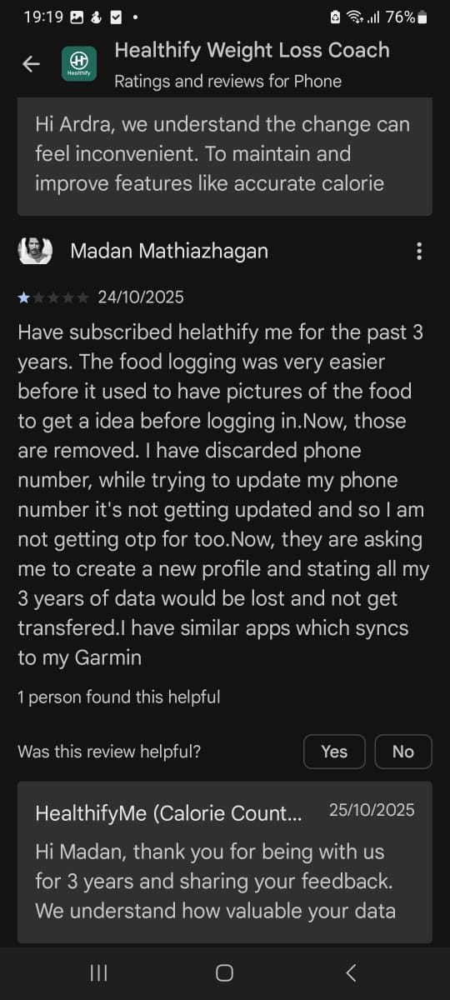 19:19
76%
Healthify Weight Loss Coach
Healthify
Ratings and reviews for Phone
Hi Ardra, we understand the change can
feel inconvenient. To maintain and
improve features like accurate calorie
Madan Mathiazhagan
24/10/2025
Have subscribed helathify me for the past 3
years. The food logging was very easier
before it used to have pictures of the food
to get a idea before logging in.Now, those
are removed. I have discarded phone
number, while trying to update my phone
number it's not getting updated and so I am
not getting otp for too.Now, they are asking
me to create a new profile and stating all my
3 years of data would be lost and not get
transfered.I have similar apps which syncs
to my Garmin
1 person found this helpful
Was this review helpful?
Yes
No
HealthifyMe (Calorie Count...
25/10/2025
Hi Madan, thank you for being with us
for 3 years and sharing your feedback.
We understand how valuable your data